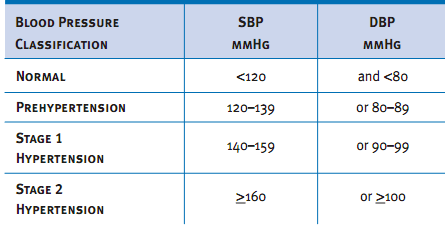 BLOOD PRESSURE SBP DBP
CLASSIFICATION MMHG MMHG
NORMAL <120 and <80
PREHYPERTENSION 120–139 or 80–89
STAGE 1
HYPERTENSION 140–159 or 90–99
STAGE 2
HYPERTENSION ≥160 or ≥100